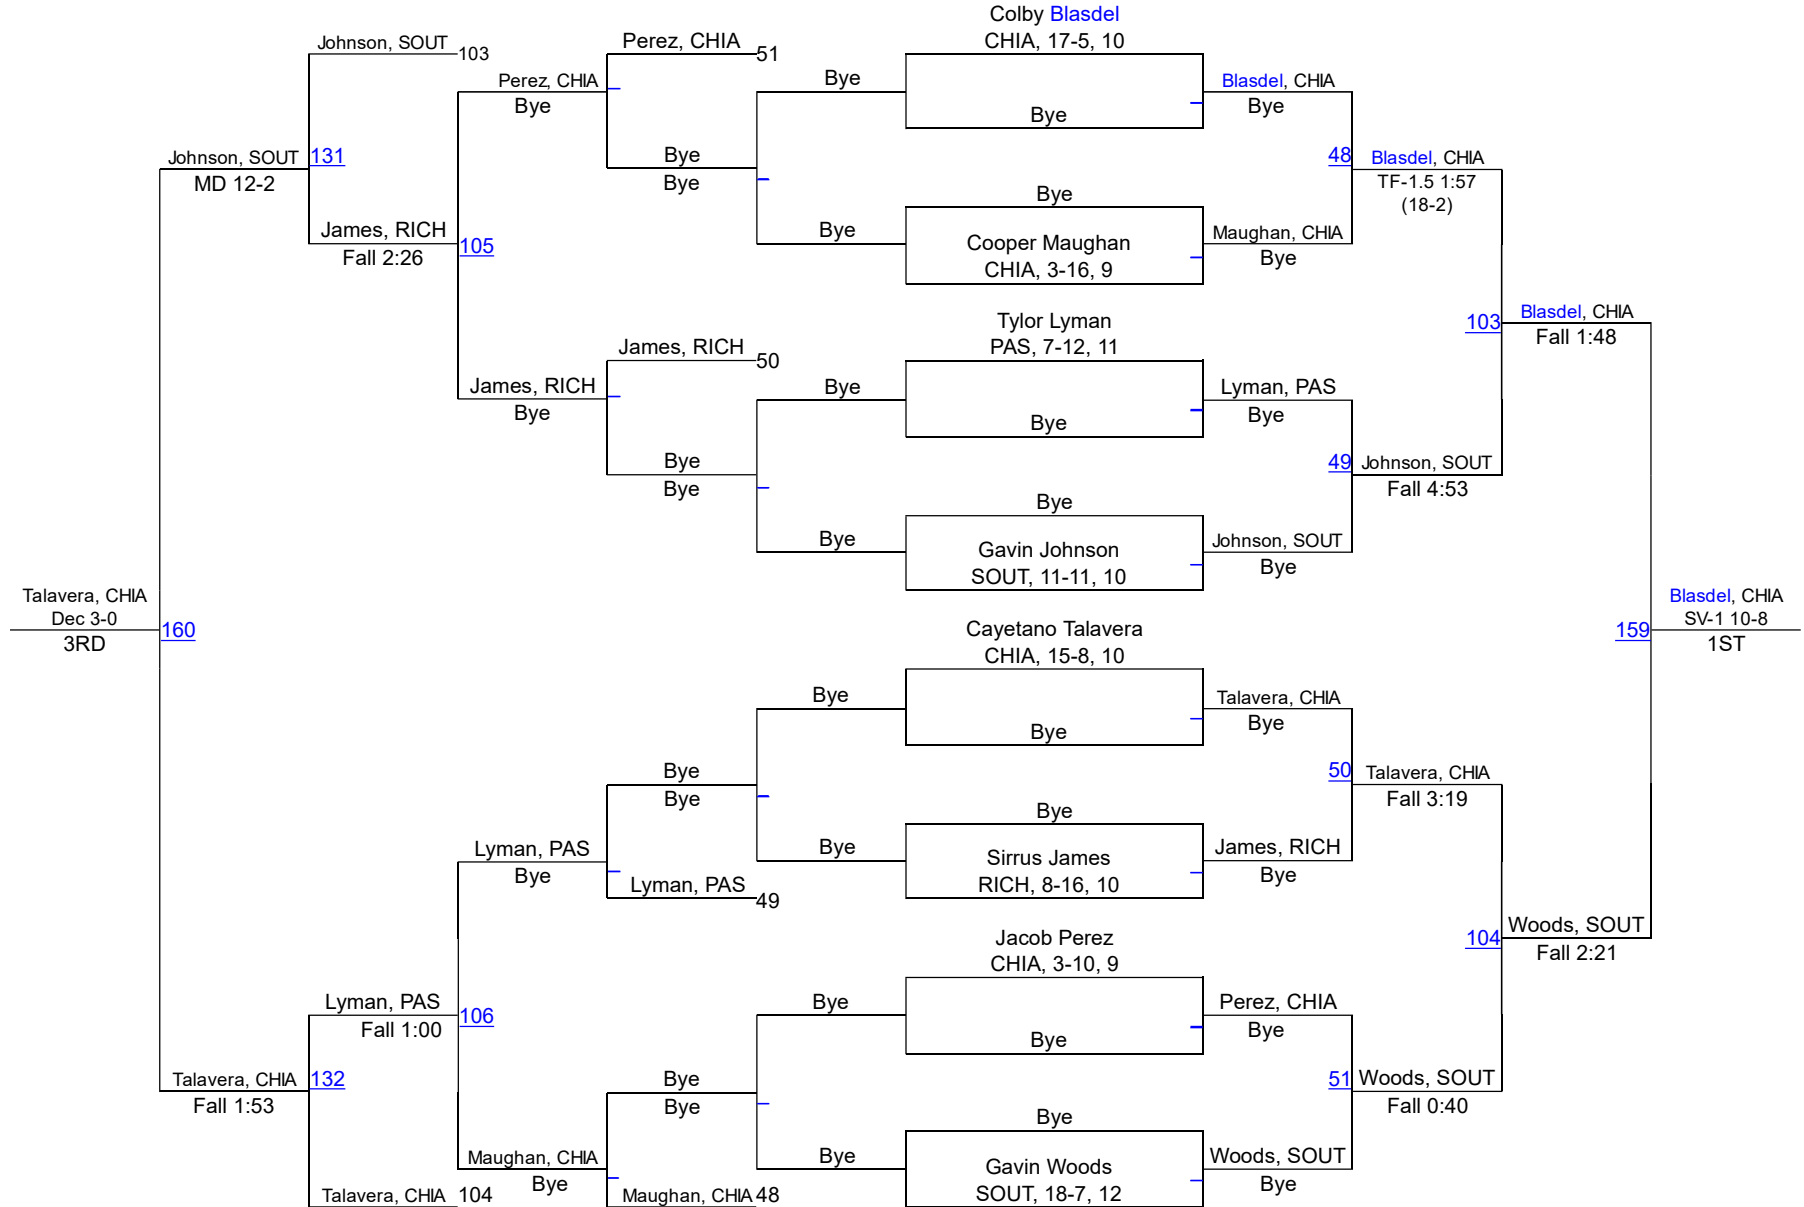 Colby Blasdel
CHIA, 17-5, 10
Johnson, SOUT 103
Perez, CHIA 51
Perez, CHIA
Bye
Bye
Bye
Blasdel, CHIA
Bye
Johnson, SOUT 131
MD 12-2
Bye
Bye
48 Blasdel, CHIA
TF-1.5 1:57
(18-2)
Bye
James, RICH 105
Fall 2:26
Bye
Cooper Maughan
CHIA, 3-16, 9
Maughan, CHIA
Bye
Tylor Lyman
PAS, 7-12, 11
103 Blasdel, CHIA
Fall 1:48
James, RICH 50
James, RICH
Bye
Bye
Bye
Lyman, PAS
Bye
Bye
Bye
49 Johnson, SOUT
Fall 4:53
Bye
Bye
Gavin Johnson
SOUT, 11-11, 10
Johnson, SOUT
Bye
Talavera, CHIA
Dec 3-0
3RD
160
Cayetano Talavera
CHIA, 15-8, 10
159
Blasdel, CHIA
SV-1 10-8
1ST
Bye
Bye
Talavera, CHIA
Bye
Bye
Bye
50 Talavera, CHIA
Fall 3:19
Bye
Lyman, PAS
Bye
Bye
Sirrus James
RICH, 8-16, 10
James, RICH
Bye
Lyman, PAS 49
Jacob Perez
CHIA, 3-10, 9
104 Woods, SOUT
Fall 2:21
Lyman, PAS 106
Fall 1:00
Bye
Bye
Perez, CHIA
Bye
Talavera, CHIA 132
Fall 1:53
Bye
Bye
51 Woods, SOUT
Fall 0:40
Bye
Maughan, CHIA
Bye
Bye
Gavin Woods
SOUT, 18-7, 12
Woods, SOUT
Bye
Talavera, CHIA 104
Maughan, CHIA 48